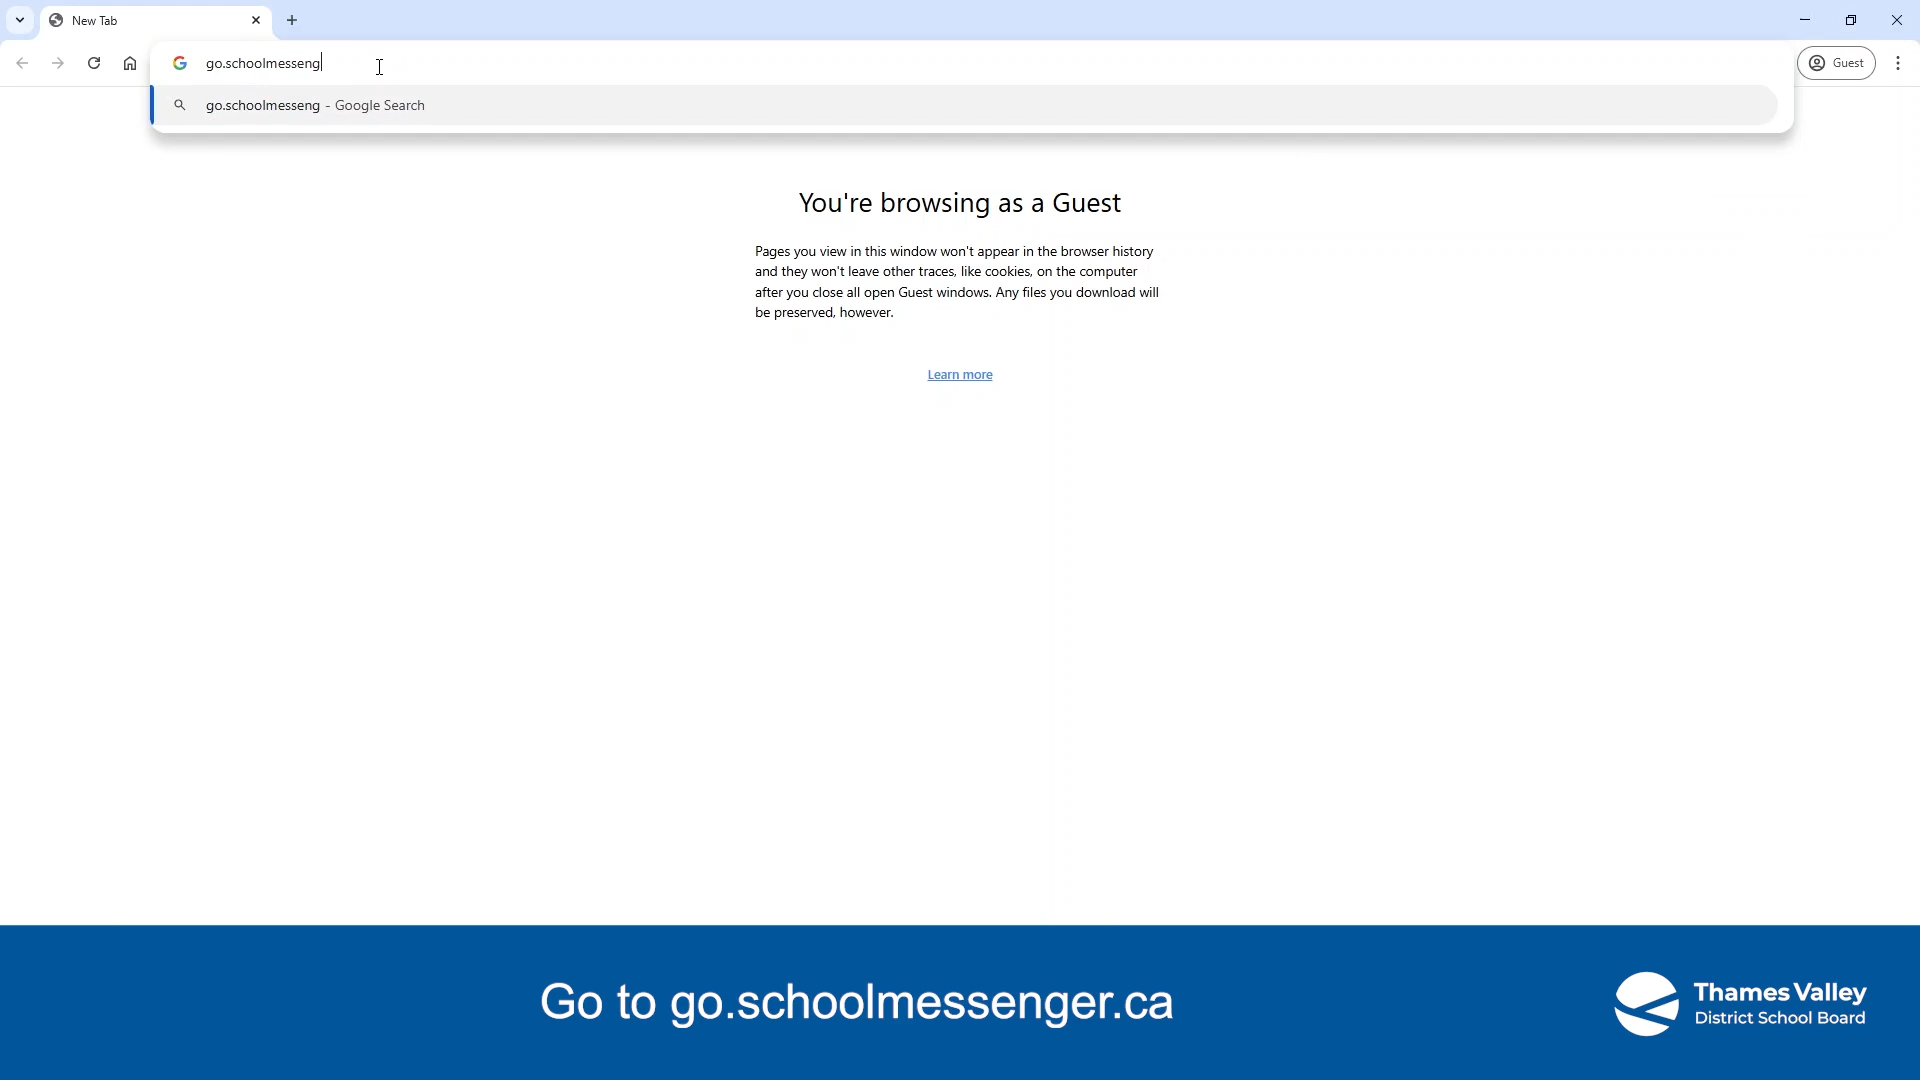 New Tab
go.schoolmesseng
Guest
go.schoolmesseng - Google Search
You're browsing as a Guest
Pages you view in this window won't appear in the browser history
and they won't leave other traces, like cookies, on the computer
after you close all open Guest windows. Any files you download will
be preserved, however.
Learn more
Go to go.schoolmessenger.ca
Thames Valley
District School Board